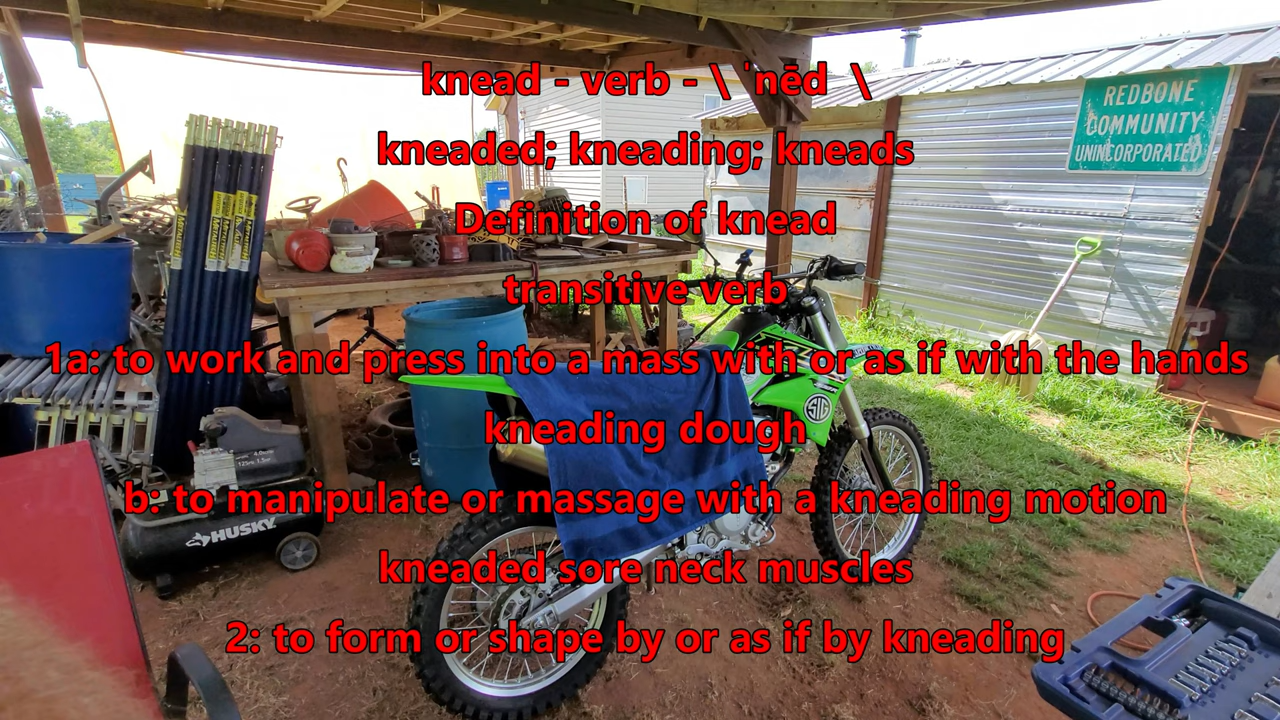 knead - verb - \ ˈnēd \
kneaded; kneading; kneads
Definition of knead
transitive verb
1a: to work and press into a mass with or as if with the hands
kneading dough
b: to manipulate or massage with a kneading motion
kneaded sore neck muscles
2: to form or shape by or as if by kneading
REDBONE
COMMUNITY
UNINCORPORATED
HUSKY
SIG